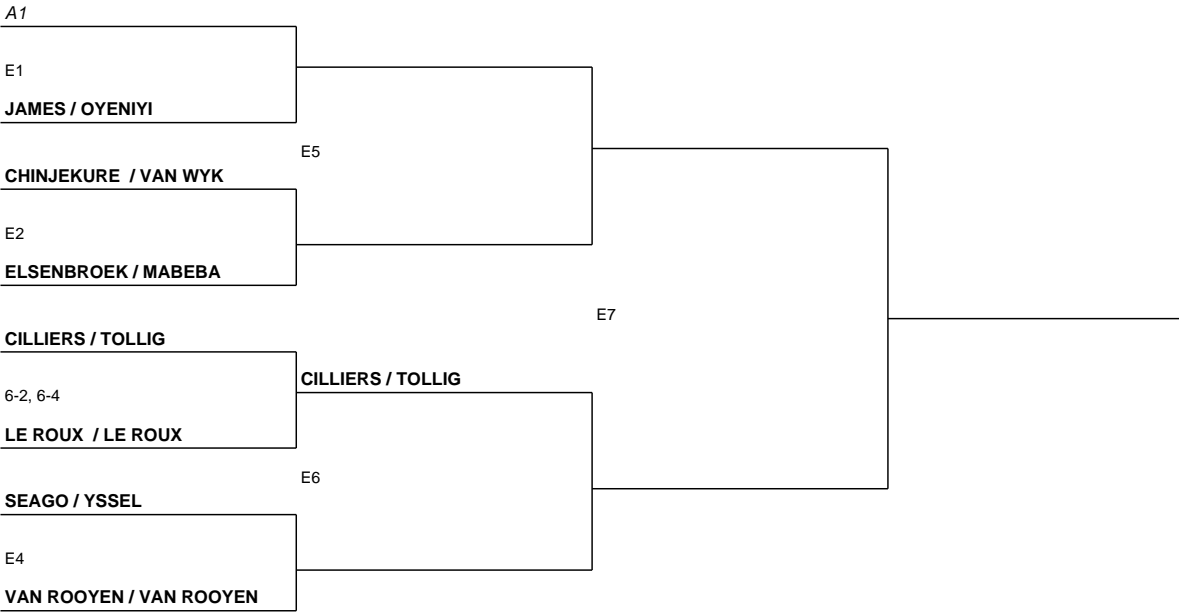 A1
E1
JAMES / OYENIYI
E5
CHINJEKURE / VAN WYK
E2
ELSENBROEK / MABEBA
E7
CILLIERS / TOLLIG
CILLIERS / TOLLIG
6-2, 6-4
LE ROUX / LE ROUX
E6
SEAGO / YSSEL
E4
VAN ROOYEN / VAN ROOYEN